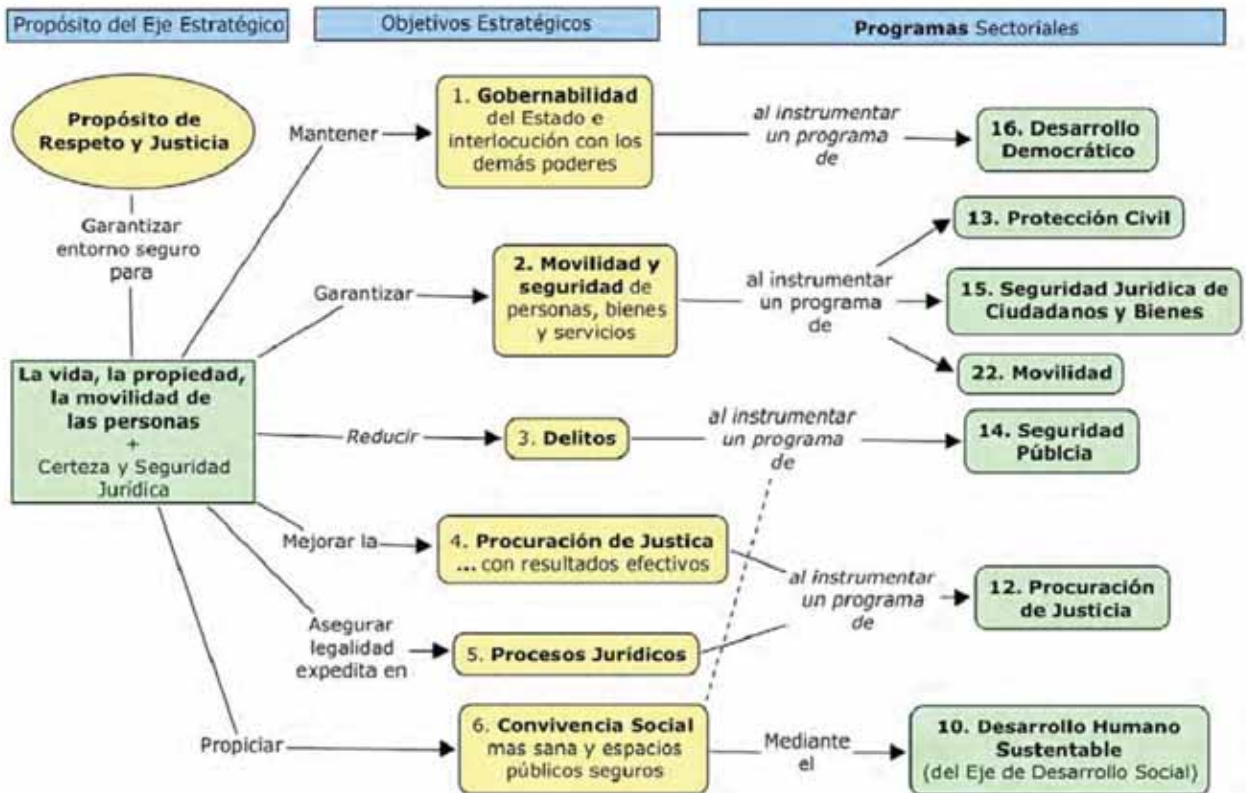 Propósito del Eje Estratégico
Objetivos Estratégicos
Programas Sectoriales
Propósito de
Respeto y Justicia
Garantizar
entorno seguro
para
La vida, la propiedad,
la movilidad de
las personas
+
Certeza y Seguridad
Jurídica
Mantener
1. Gobernabilidad
del Estado e
interlocución con los
demás poderes
al instrumentar
un programa
de
16. Desarrollo
Democrático
Garantizar
2. Movilidad y
seguridad de
personas, bienes
y servicios
al instrumentar
un programa
de
13. Protección Civil
15. Seguridad Juridica de
Ciudadanos y Bienes
22. Movilidad
Reducir
3. Delitos
al instrumentar
un programa
de
14. Seguridad
Públcia
Mejorar la
4. Procuración de Justica
... con resultados efectivos
Asegurar
legalidad
expedita en
5. Procesos Jurídicos
al instrumentar
un programa
de
12. Procuración
de Justicia
Propiciar
6. Convivencia Social
mas sana y espacios
públicos seguros
Mediante
el
10. Desarrollo Humano
Sustentable
(del Eje de Desarrollo Social)